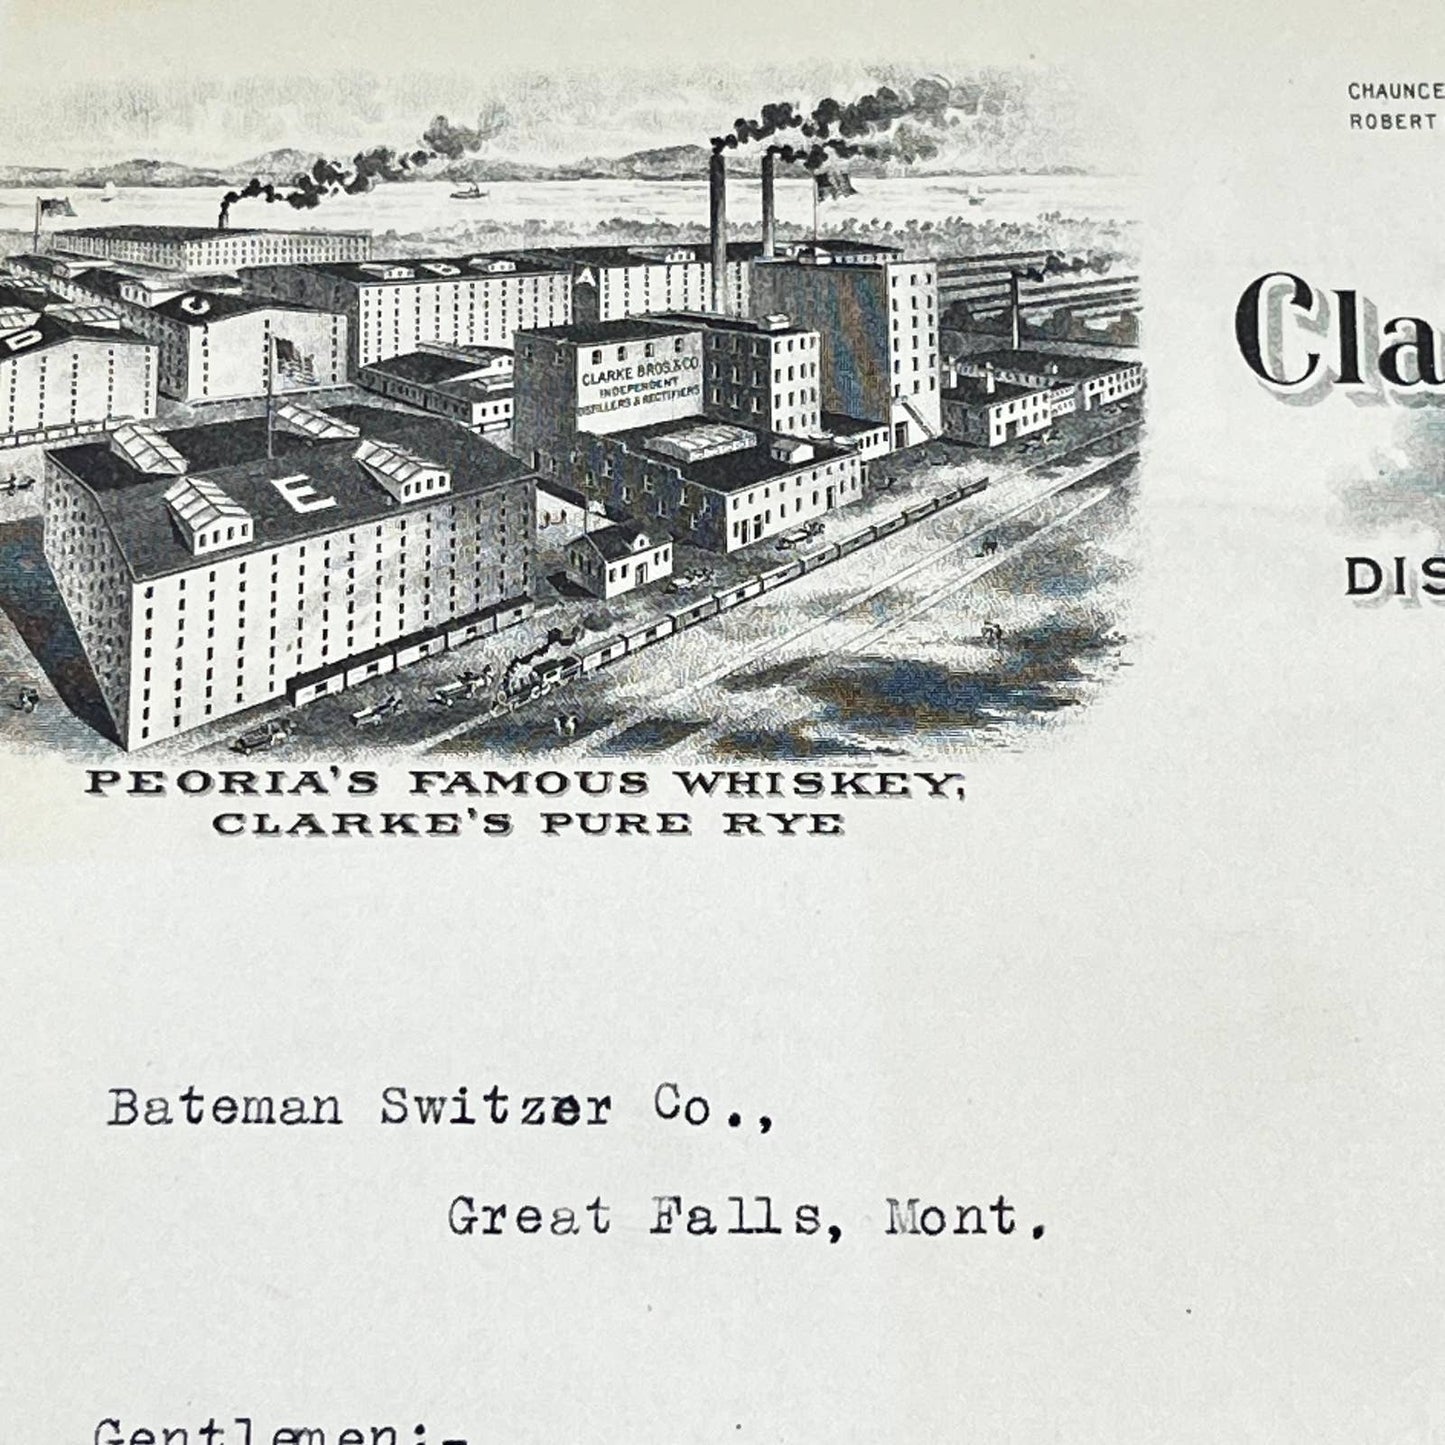 CHAUNCE
ROBERT
Cla
DIS
D
C
B
A
E
CLARKE BROS. & CO
INDEPENDENT
DISTILLERS & RECTIFIERS
PEORIA'S FAMOUS WHISKEY,
CLARKE'S PURE RYE
Bateman Switzer Co.,
Great Falls, Mont.
Gentlemen:-